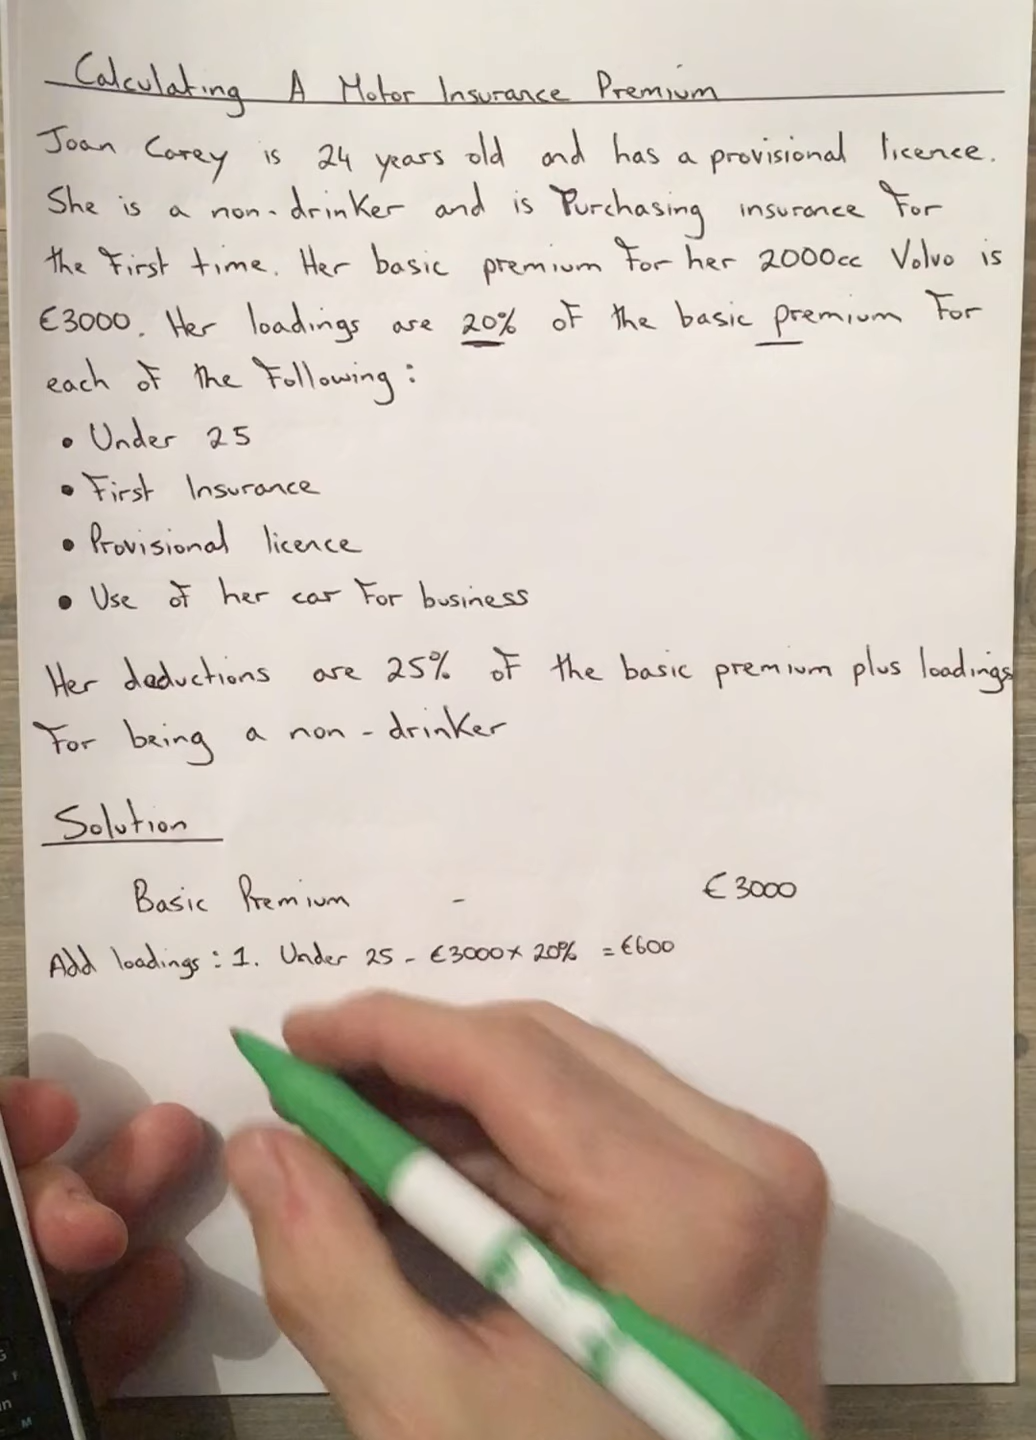 Calculating A Motor Insurance Premium
Joan Carey is 24 years old and has a provisional licence.
She is a non-drinker and is Purchasing insurance For
the First time. Her basic premium For her 2000cc Volvo is
€3000. Her loadings are 20% of the basic premium For
each of the Following:
• Under 25
• First Insurance
• Provisional licence
• Use of her car For business
Her deductions are 25% of the basic premium plus loadings
For being a non-drinker
Solution
Basic Premium - €3000
Add loadings: 1. Under 25 - €3000 x 20% = €600